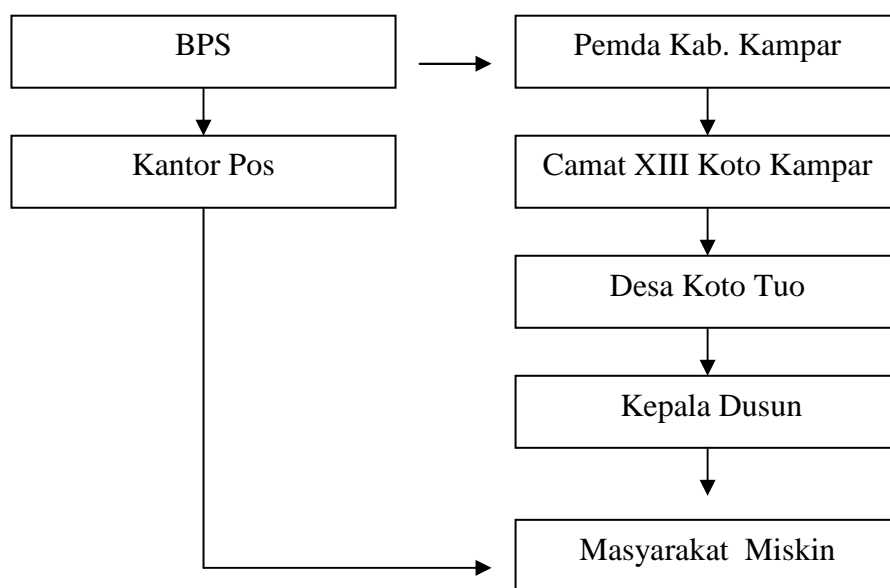 BPS
Pemda Kab. Kampar
Kantor Pos
Camat XIII Koto Kampar
Desa Koto Tuo
Kepala Dusun
Masyarakat Miskin